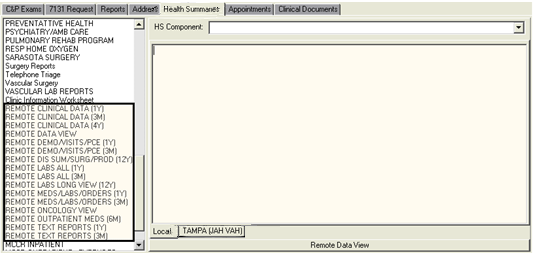 C&P Exams 7131 Request Reports Address Health Summaries Appointments Clinical Documents
PREVENTATTIVE HEALTH
PSYCHIATRY/AMB CARE
PULMONARY REHAB PROGRAM
RESP HOME OXYGEN
SARASOTA SURGERY
Surgery Reports
Telephone Triage
Vascular Surgery
VASCULAR LAB REPORTS
Clinic Information Worksheet
REMOTE CLINICAL DATA (1Y)
REMOTE CLINICAL DATA (3M)
REMOTE CLINICAL DATA (4Y)
REMOTE DATA VIEW
REMOTE DEMO/VISITS/PCE (1Y)
REMOTE DEMO/VISITS/PCE (3M)
REMOTE DIS SUM/SURG/PROD (12Y)
REMOTE LABS ALL (1Y)
REMOTE LABS ALL (3M)
REMOTE LABS LONG VIEW (12Y)
REMOTE MEDS/LABS/ORDERS (1Y)
REMOTE MEDS/LABS/ORDERS (3M)
REMOTE ONCOLOGY VIEW
REMOTE OUTPATIENT MEDS (6M)
REMOTE TEXT REPORTS (1Y)
REMOTE TEXT REPORTS (3M)
MCCR INPATIENT
HS Component:
Local TAMPA (JAH VAH)
Remote Data View